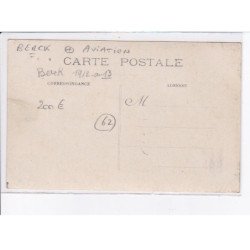 BERCK ⊕ AVIATION
CARTE POSTALE
Berck 1912-13
CORRESPONDANCE ADRESSE
200 €
M
62